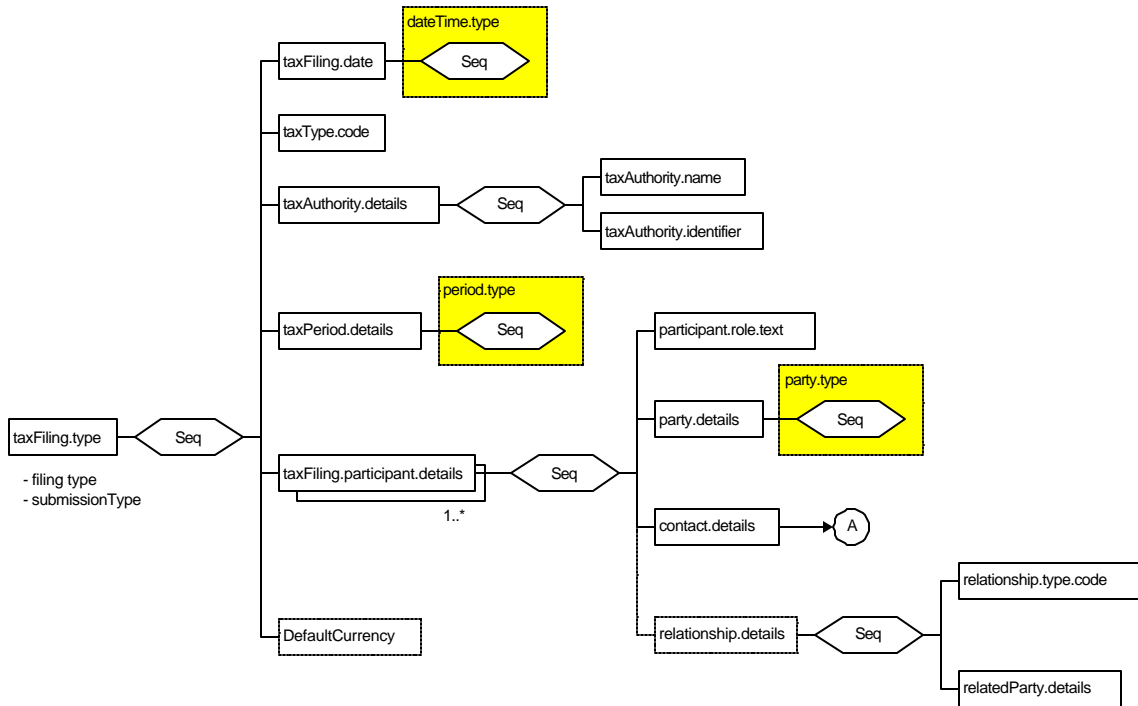 dateTime.type
taxFiling.date
Seq
taxType.code
taxAuthority.details
Seq
taxAuthority.name
taxAuthority.identifier
period.type
taxPeriod.details
Seq
participant.role.text
party.type
party.details
Seq
taxFiling.type
Seq
- filing type
- submissionType
taxFiling.participant.details
1..*
Seq
contact.details
A
relationship.type.code
DefaultCurrency
relationship.details
Seq
relatedParty.details